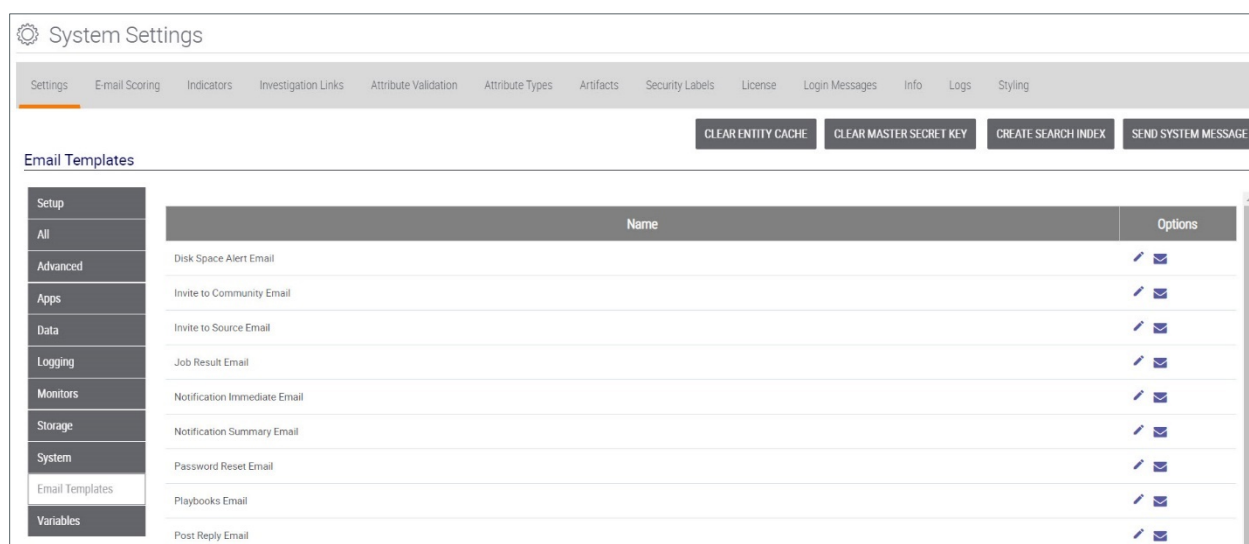 System Settings
Settings E-mail Scoring Indicators Investigation Links Attribute Validation Attribute Types Artifacts Security Labels License Login Messages Info Logs Styling
CLEAR ENTITY CACHE CLEAR MASTER SECRET KEY CREATE SEARCH INDEX SEND SYSTEM MESSAGE
Email Templates
Setup
All
Advanced
Apps
Data
Logging
Monitors
Storage
System
Email Templates
Variables
Name Options
Disk Space Alert Email
Invite to Community Email
Invite to Source Email
Job Result Email
Notification Immediate Email
Notification Summary Email
Password Reset Email
Playbooks Email
Post Reply Email